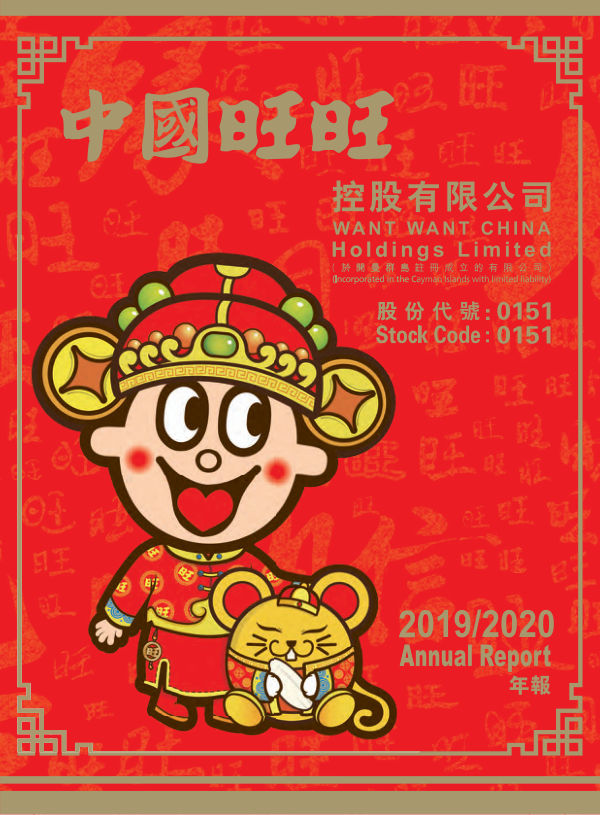 中國旺旺
控股有限公司
WANT WANT CHINA
Holdings Limited
(於開曼群島註冊成立的有限公司)
(Incorporated in the Cayman Islands with limited liability)
股份代號：0151
Stock Code：0151
旺
2019/2020
Annual Report
年報